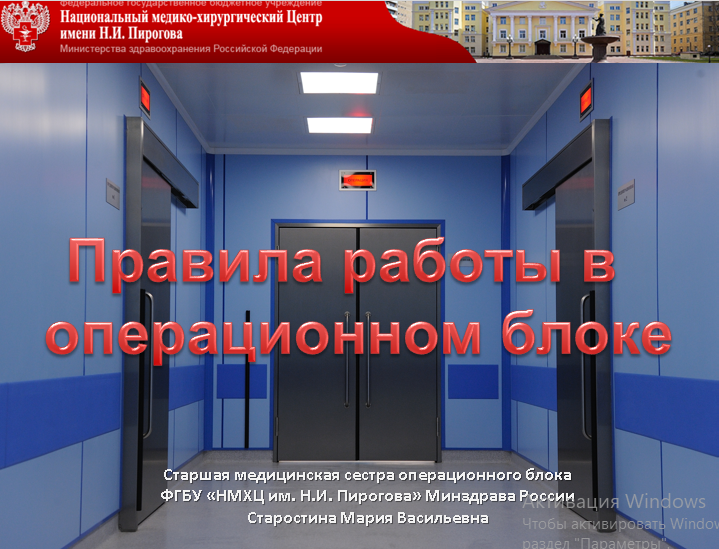 Федеральное государственное бюджетное учреждение
Национальный медико-хирургический Центр
имени Н.И. Пирогова
Министерства здравоохранения Российской Федерации
Правила работы в
операционном блоке
Старшая медицинская сестра операционного блока
ФГБУ «НМХЦ им. Н.И. Пирогова» Минздрава России
Старостина Мария Васильевна
Активация Windows
Чтобы активировать Window
раздел "Параметры".